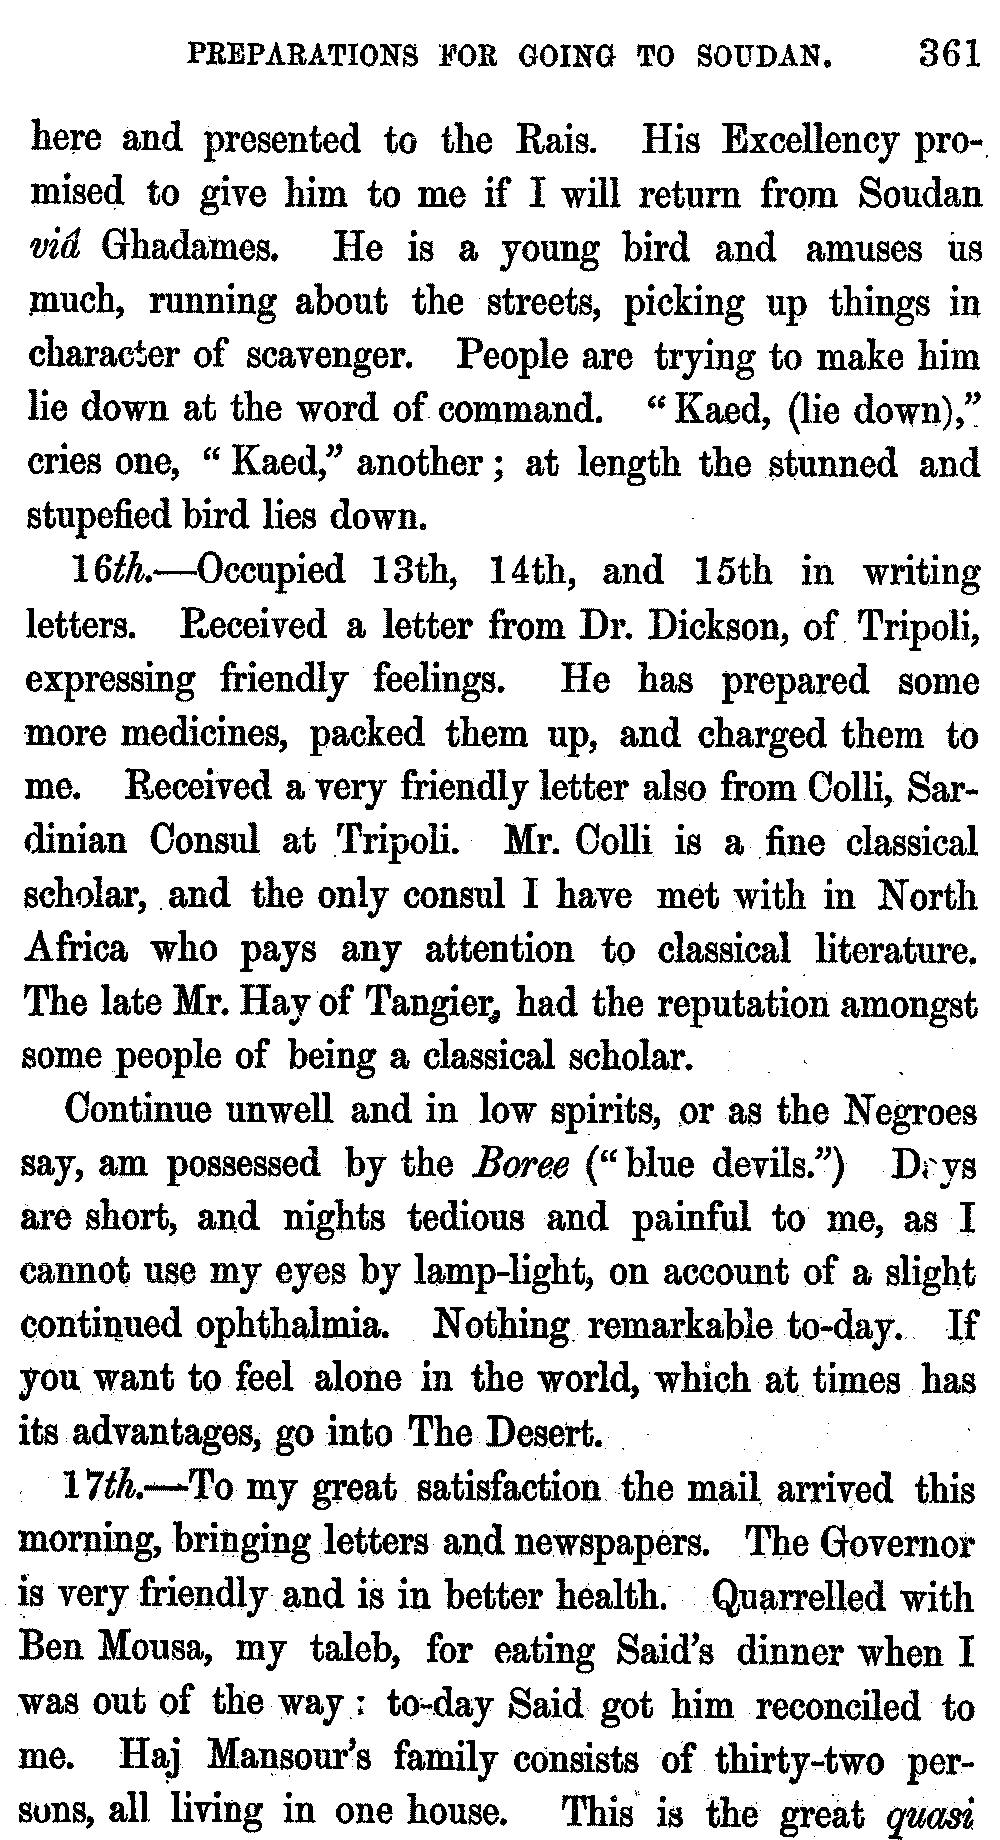 PREPARATIONS FOR GOING TO SOUDAN. 361
here and presented to the Rais. His Excellency pro-
mised to give him to me if I will return from Soudan
viâ Ghadames. He is a young bird and amuses us
much, running about the streets, picking up things in
character of scavenger. People are trying to make him
lie down at the word of command. “Kaed, (lie down),”
cries one, “Kaed,” another; at length the stunned and
stupefied bird lies down.
16th.—Occupied 13th, 14th, and 15th in writing
letters. Received a letter from Dr. Dickson, of Tripoli,
expressing friendly feelings. He has prepared some
more medicines, packed them up, and charged them to
me. Received a very friendly letter also from Colli, Sar-
dinian Consul at Tripoli. Mr. Colli is a fine classical
scholar, and the only consul I have met with in North
Africa who pays any attention to classical literature.
The late Mr. Hay of Tangier, had the reputation amongst
some people of being a classical scholar.
Continue unwell and in low spirits, or as the Negroes
say, am possessed by the Boree (“blue devils.”) Days
are short, and nights tedious and painful to me, as I
cannot use my eyes by lamp-light, on account of a slight
continued ophthalmia. Nothing remarkable to-day. If
you want to feel alone in the world, which at times has
its advantages, go into The Desert.
17th.—To my great satisfaction the mail arrived this
morning, bringing letters and newspapers. The Governor
is very friendly and is in better health. Quarrelled with
Ben Mousa, my taleb, for eating Said’s dinner when I
was out of the way: to-day Said got him reconciled to
me. Haj Mansour’s family consists of thirty-two per-
sons, all living in one house. This is the great quasi